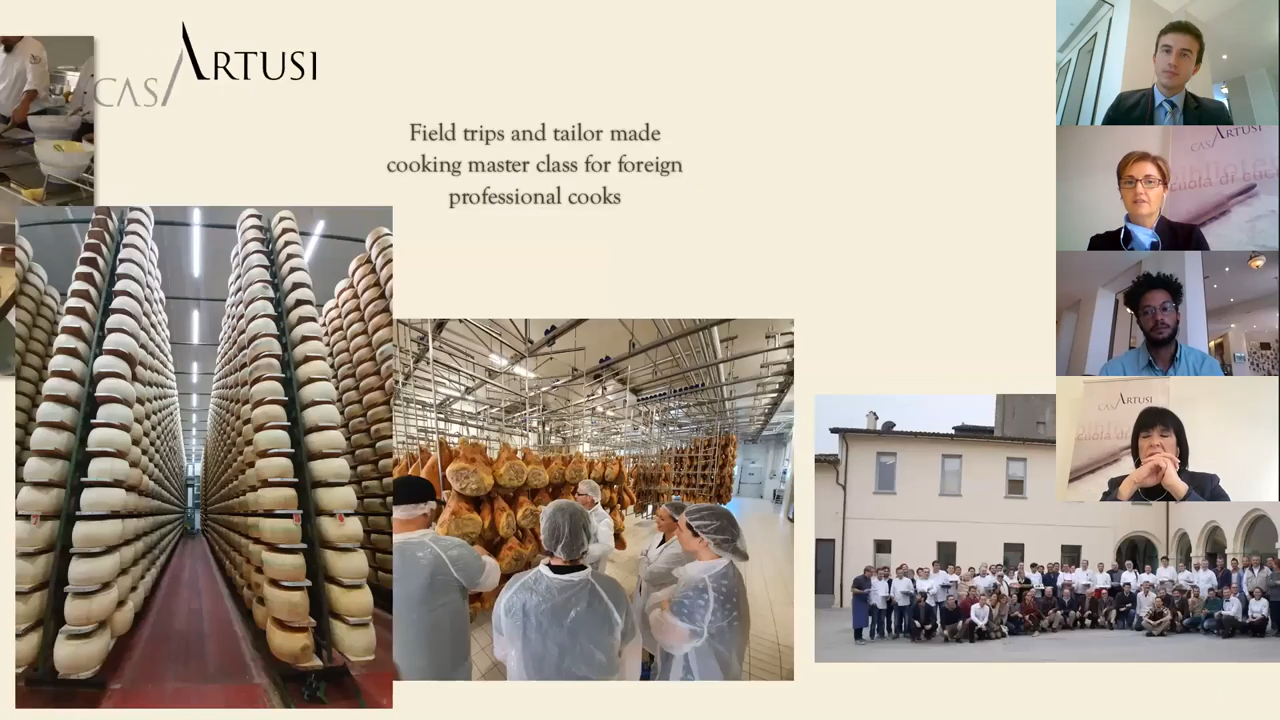 CASARTUSI
Field trips and tailor made
cooking master class for foreign
professional cooks
CASARTUSI
CASARTUSI